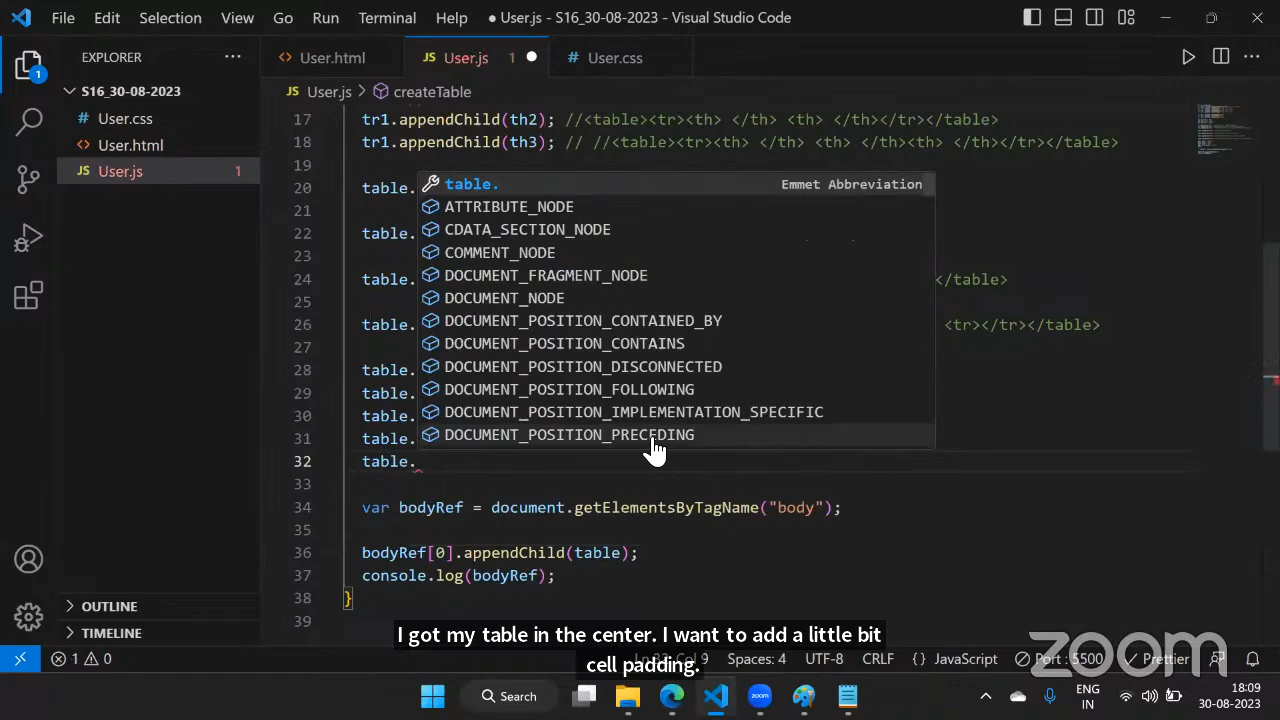 File Edit Selection View Go Run Terminal Help ● User.js - S16_30-08-2023 - Visual Studio Code
EXPLORER
User.html
JS User.js 1
# User.css
S16_30-08-2023
JS User.js > createTable
# User.css
User.html
JS User.js 1
17 tr1.appendChild(th2); //<table><tr><th> </th> <th> </th></tr></table>
18 tr1.appendChild(th3); // //<table><tr><th> </th> <th> </th> <th> </th></tr></table>
19
20 table.
table. Emmet Abbreviation
21
ATTRIBUTE_NODE
22 table.
CDATA_SECTION_NODE
23
COMMENT_NODE
24 table. </table>
DOCUMENT_FRAGMENT_NODE
25
DOCUMENT_NODE
26 table. <tr></tr></table>
DOCUMENT_POSITION_CONTAINED_BY
27
DOCUMENT_POSITION_CONTAINS
28 table.
DOCUMENT_POSITION_DISCONNECTED
29 table.
DOCUMENT_POSITION_FOLLOWING
30 table.
DOCUMENT_POSITION_IMPLEMENTATION_SPECIFIC
31 table.
DOCUMENT_POSITION_PRECEDING
32 table.
33
34 var bodyRef = document.getElementsByTagName("body");
35
36 bodyRef[0].appendChild(table);
37 console.log(bodyRef);
38 }
39
OUTLINE
TIMELINE
I got my table in the center. I want to add a little bit
cell padding.
zoom
1 0
Spaces: 4 UTF-8 CRLF { } JavaScript Port : 5500 Prettier
Search
zoom
ENG
IN
18:09
30-08-2023